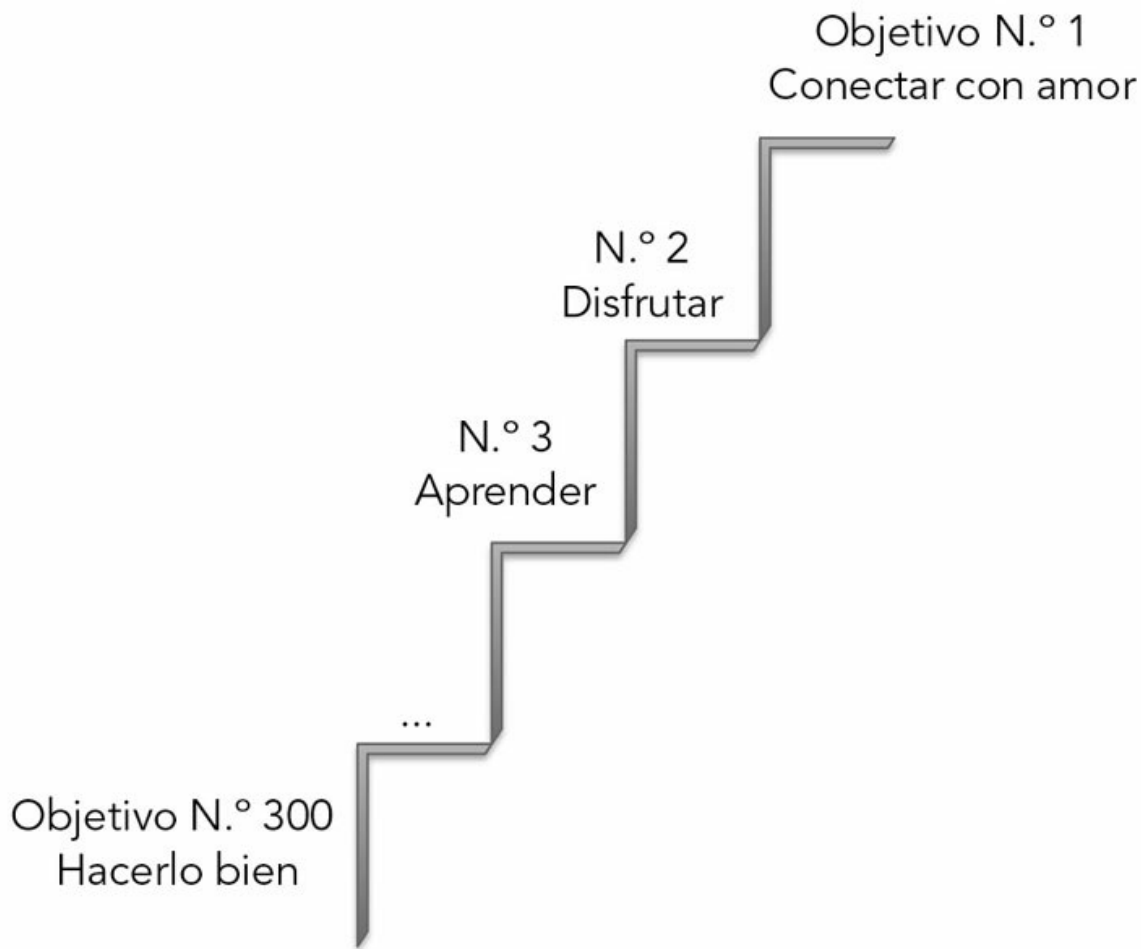 Objetivo N.º 1
Conectar con amor
N.º 2
Disfrutar
N.º 3
Aprender
...
Objetivo N.º 300
Hacerlo bien